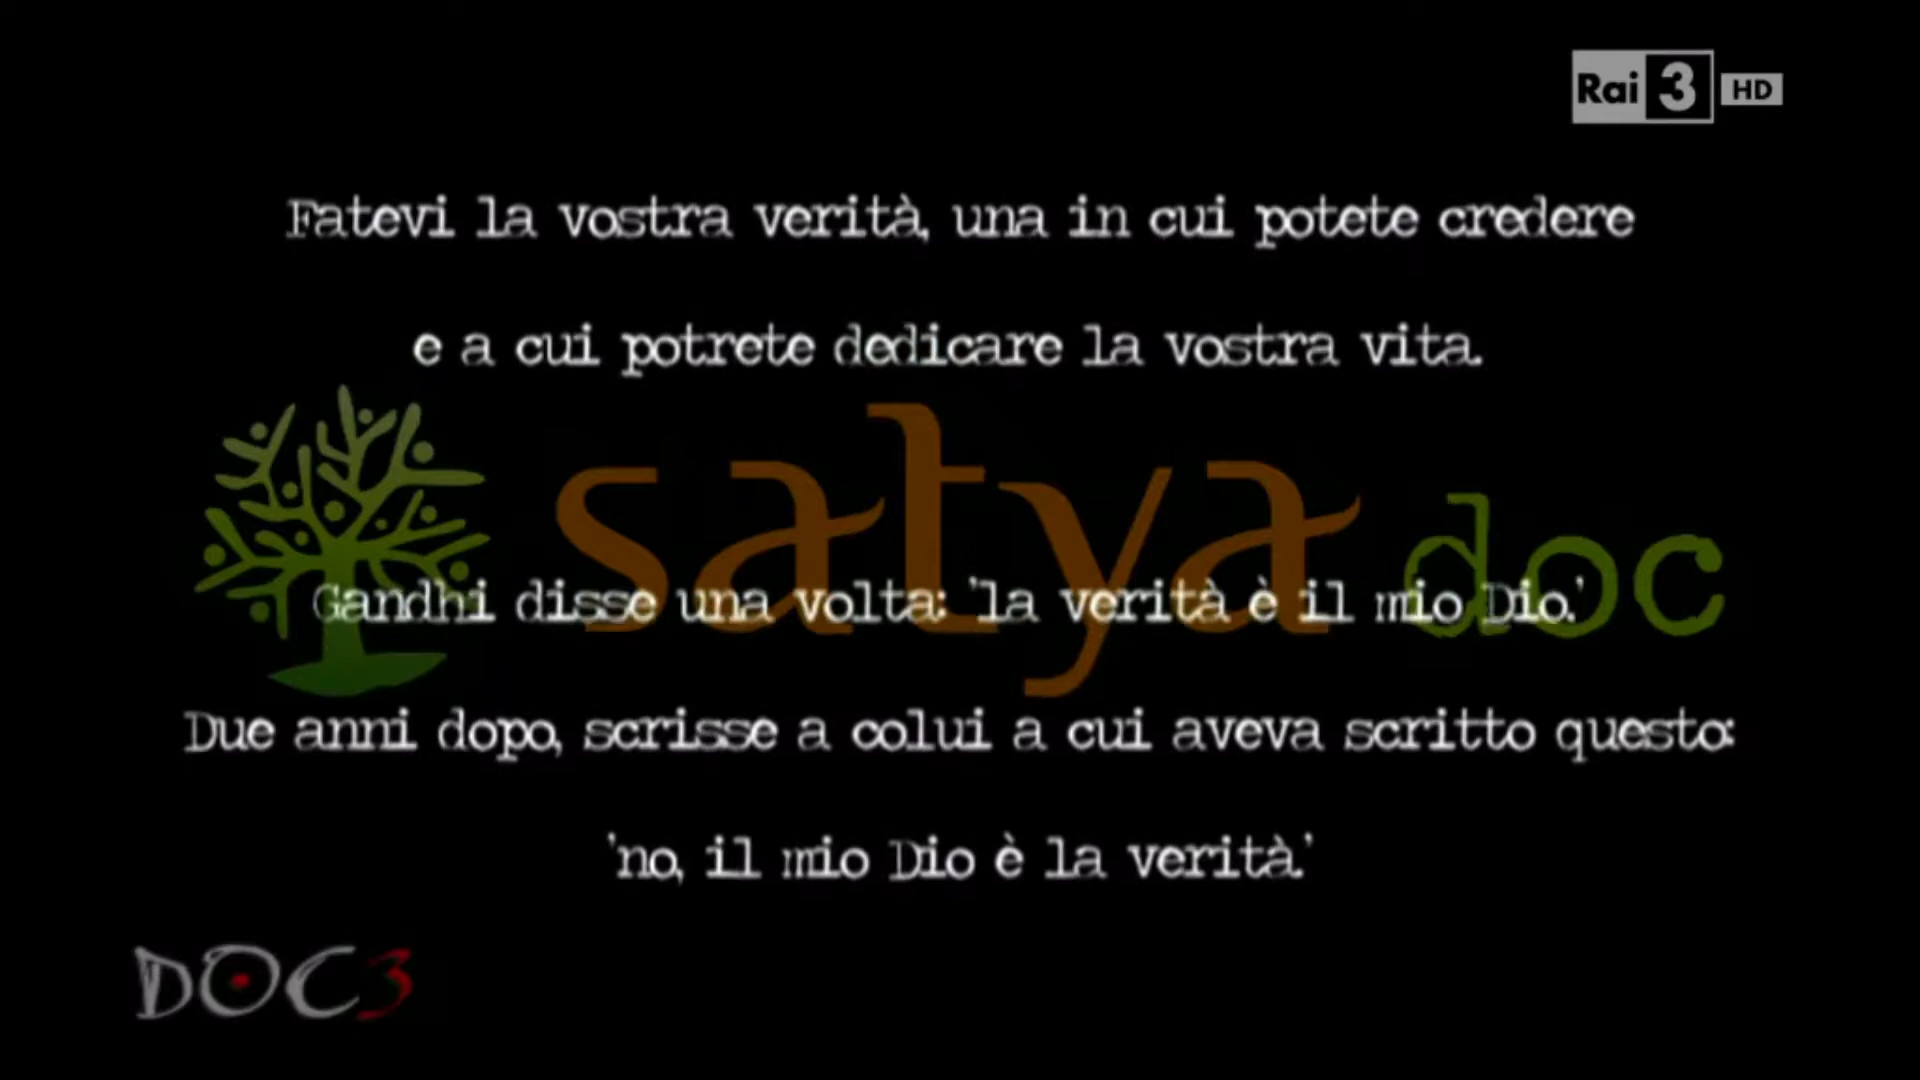 Rai 3 HD
Fatevi la vostra verità, una in cui potete credere
e a cui potrete dedicare la vostra vita.
satya doc
Gandhi disse una volta: 'la verità è il mio Dio.'
Due anni dopo, scrisse a colui a cui aveva scritto questo:
'no, il mio Dio è la verità.'
DOC3